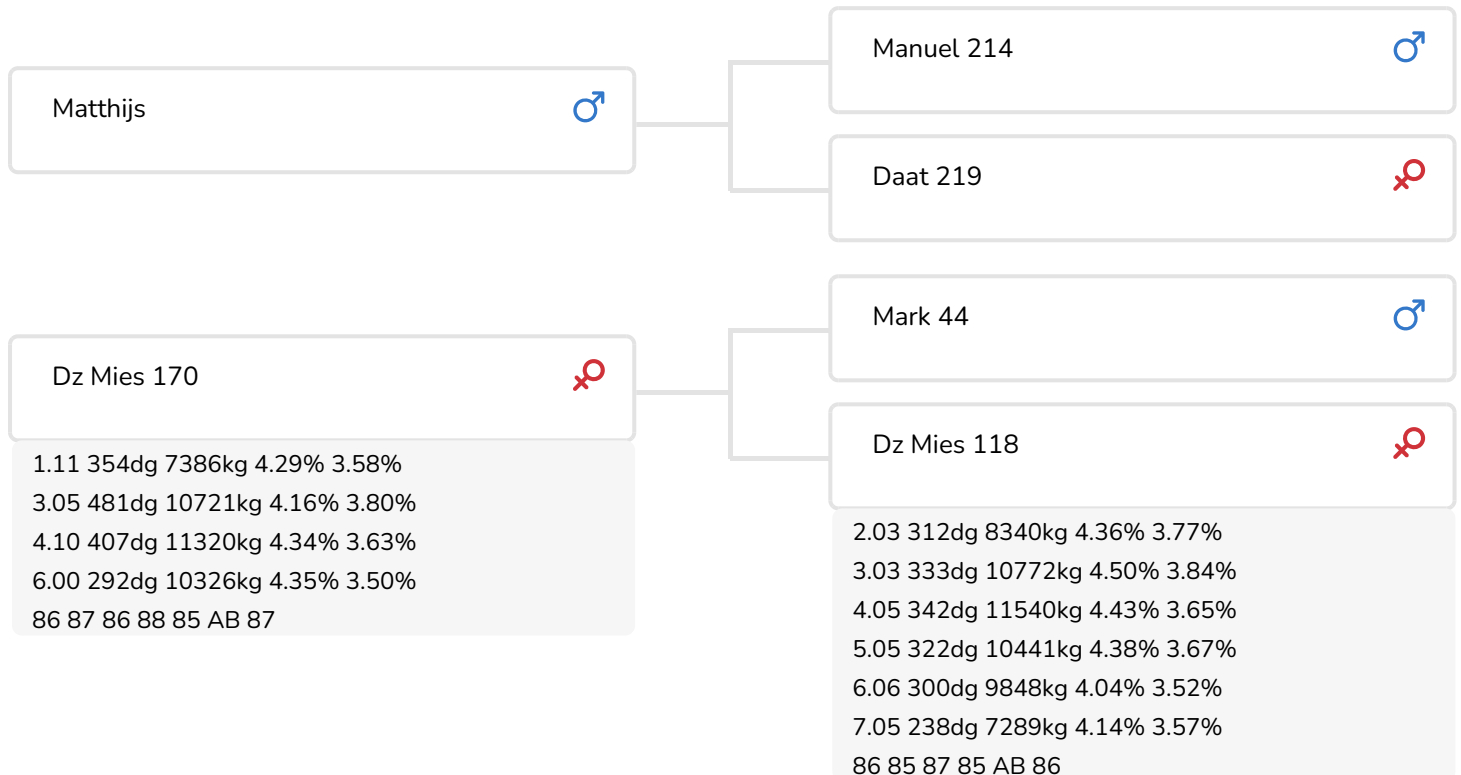 Manuel 214
Matthijs
Daat 219
Mark 44
Dz Mies 170
Dz Mies 118
1.11 354dg 7386kg 4.29% 3.58%
3.05 481dg 10721kg 4.16% 3.80%
4.10 407dg 11320kg 4.34% 3.63%
6.00 292dg 10326kg 4.35% 3.50%
86 87 86 88 85 AB 87
2.03 312dg 8340kg 4.36% 3.77%
3.03 333dg 10772kg 4.50% 3.84%
4.05 342dg 11540kg 4.43% 3.65%
5.05 322dg 10441kg 4.38% 3.67%
6.06 300dg 9848kg 4.04% 3.52%
7.05 238dg 7289kg 4.14% 3.57%
86 85 87 85 AB 86